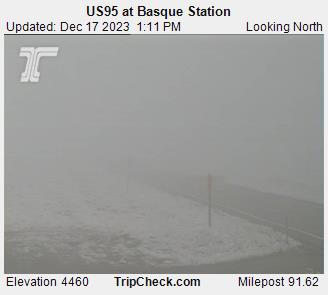 US95 at Basque Station
Updated: Dec 17 2023 1:11 PM Looking North
Elevation 4460 TripCheck.com Milepost 91.62